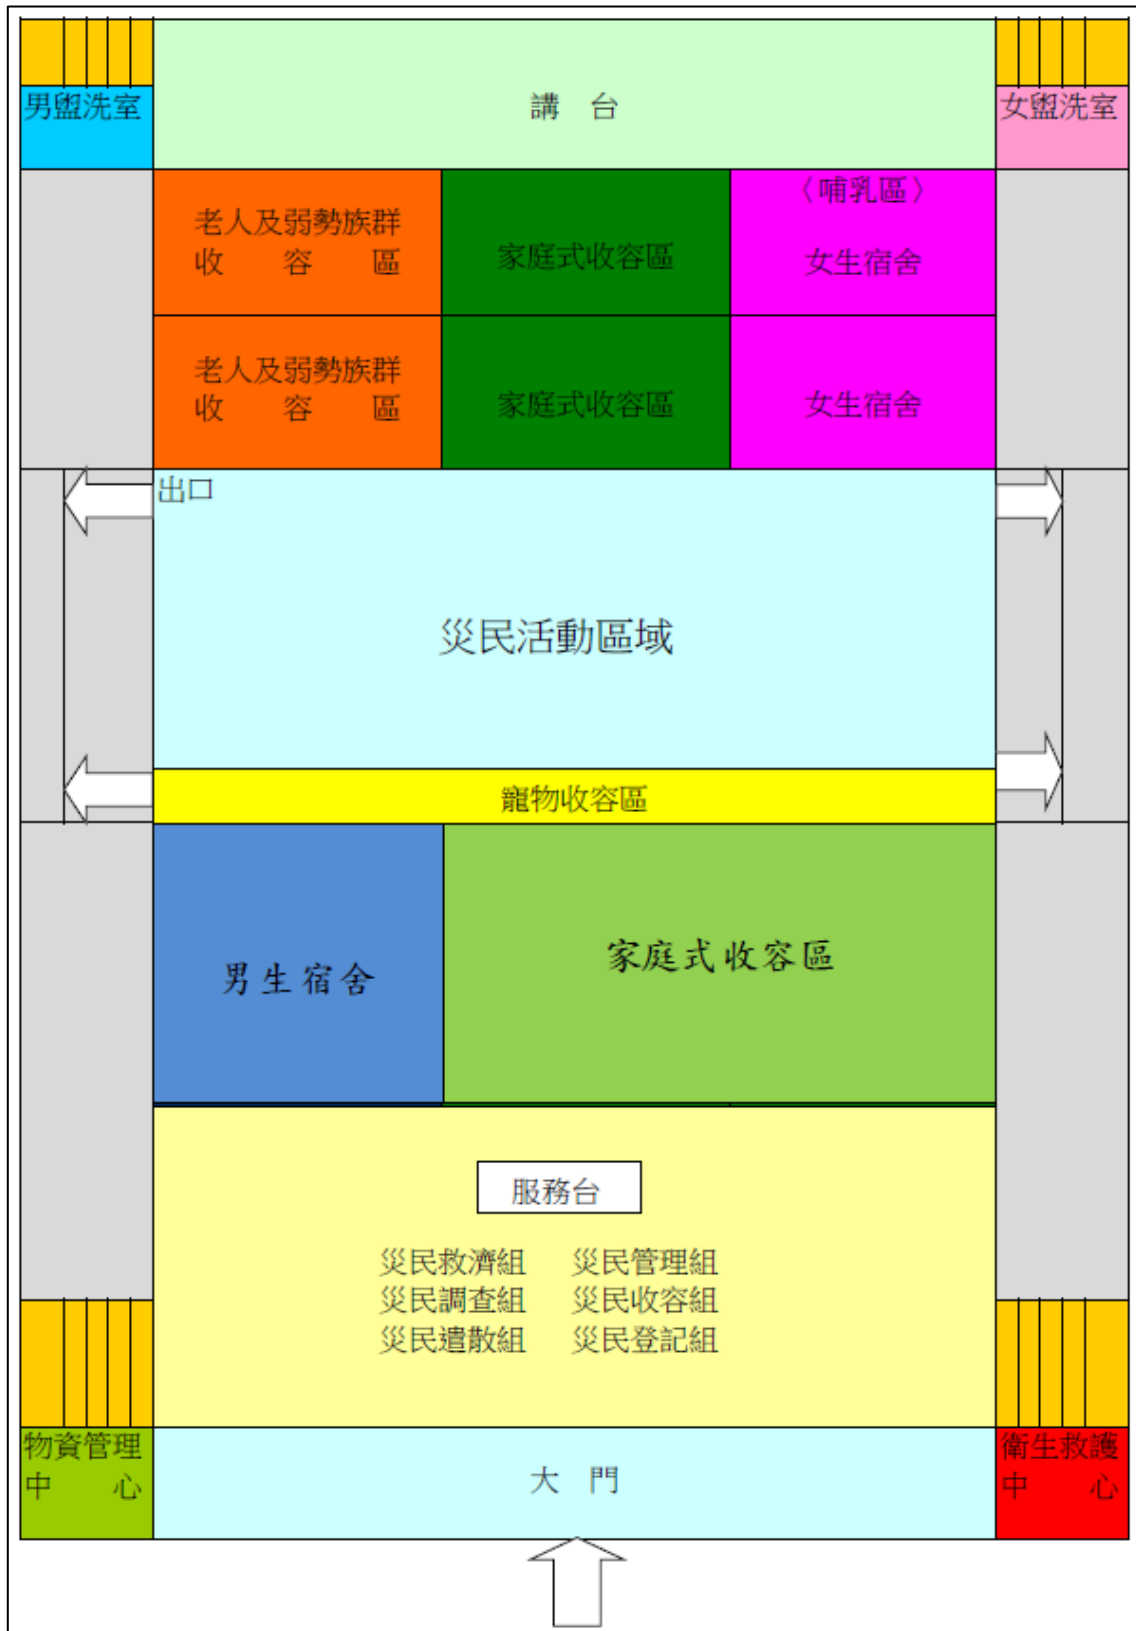 男盥洗室
講 台
女盥洗室
老人及弱勢族群
收 容 區
家庭式收容區
〈哺乳區〉
女生宿舍
老人及弱勢族群
收 容 區
家庭式收容區
女生宿舍
出口
災民活動區域
寵物收容區
男生宿舍
家庭式收容區
服務台
災民救濟組 災民管理組
災民調查組 災民收容組
災民遣散組 災民登記組
物資管理
中 心
大 門
衛生救護
中 心